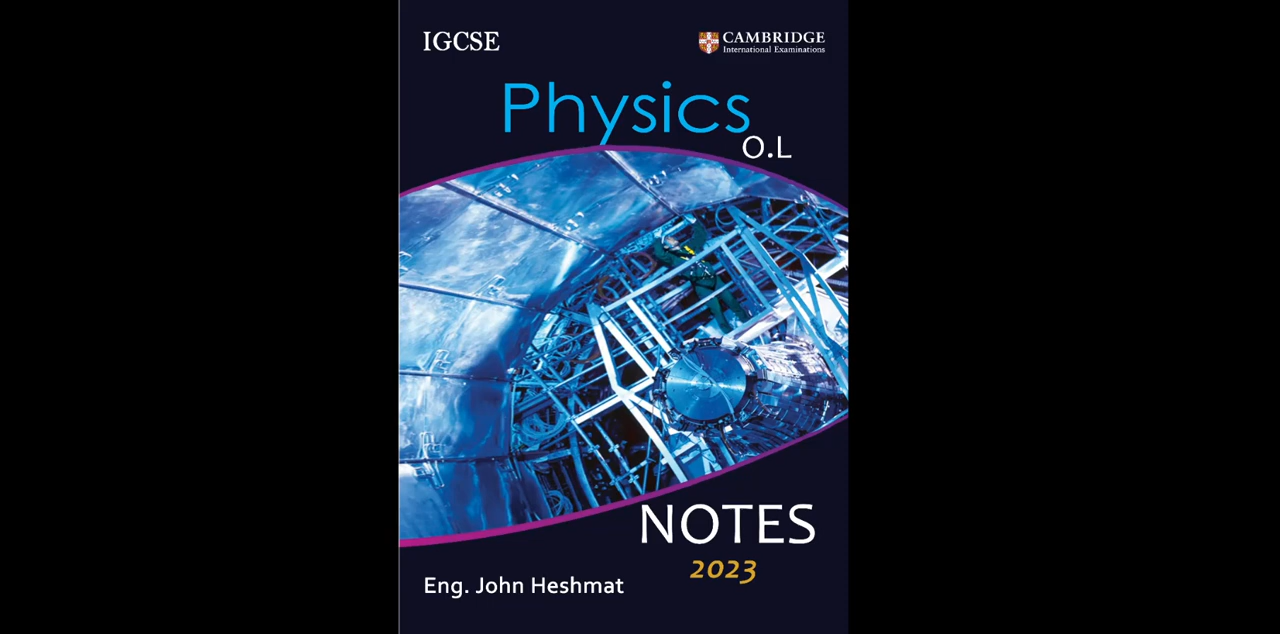 IGCSE
CAMBRIDGE
International Examinations
Physics
O.L
NOTES
2023
Eng. John Heshmat